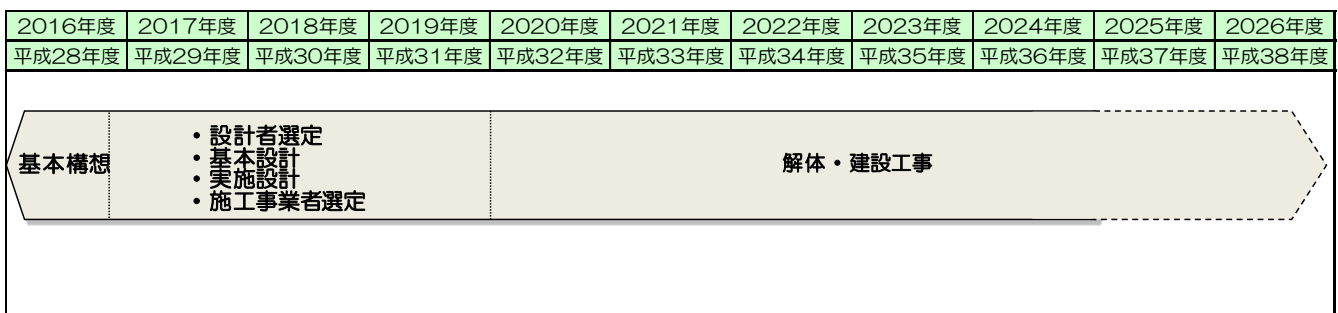 2016年度 2017年度 2018年度 2019年度 2020年度 2021年度 2022年度 2023年度 2024年度 2025年度 2026年度
平成28年度 平成29年度 平成30年度 平成31年度 平成32年度 平成33年度 平成34年度 平成35年度 平成36年度 平成37年度 平成38年度
基本構想
・設計者選定
・基本設計
・実施設計
・施工事業者選定
解体・建設工事